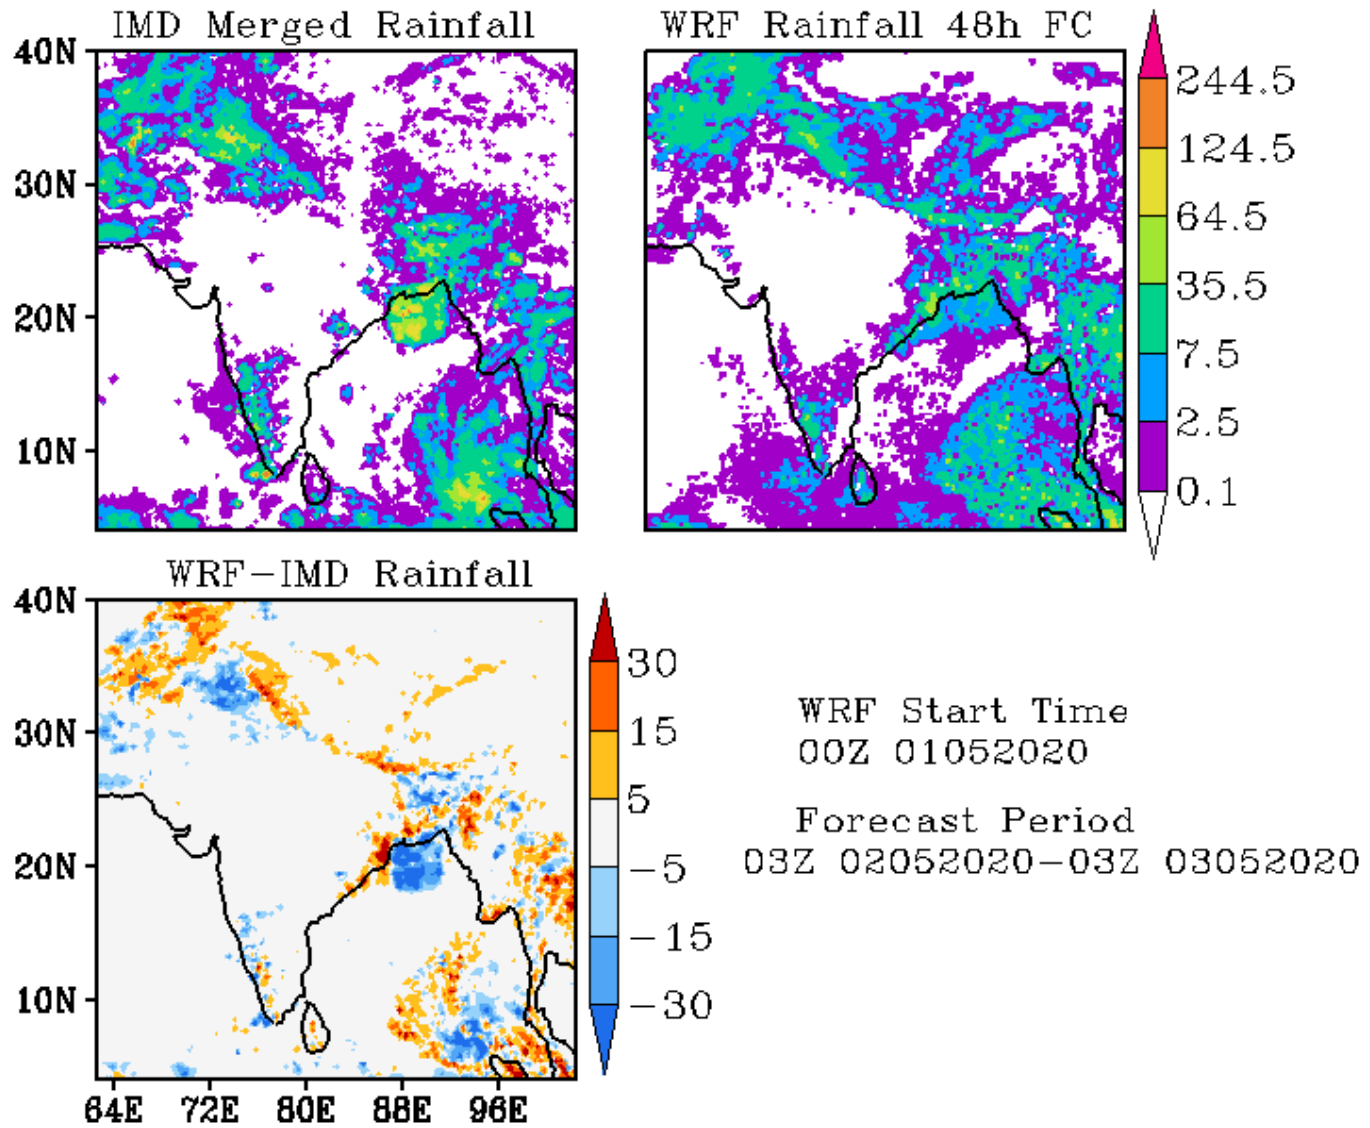 IMD Merged Rainfall
WRF Rainfall 48h FC
40N
30N
20N
10N
244.5
124.5
64.5
35.5
7.5
2.5
0.1
WRF-IMD Rainfall
40N
30N
20N
10N
64E 72E 80E 88E 96E
30
15
5
-5
-15
-30
WRF Start Time
00Z 01052020
Forecast Period
03Z 02052020-03Z 03052020